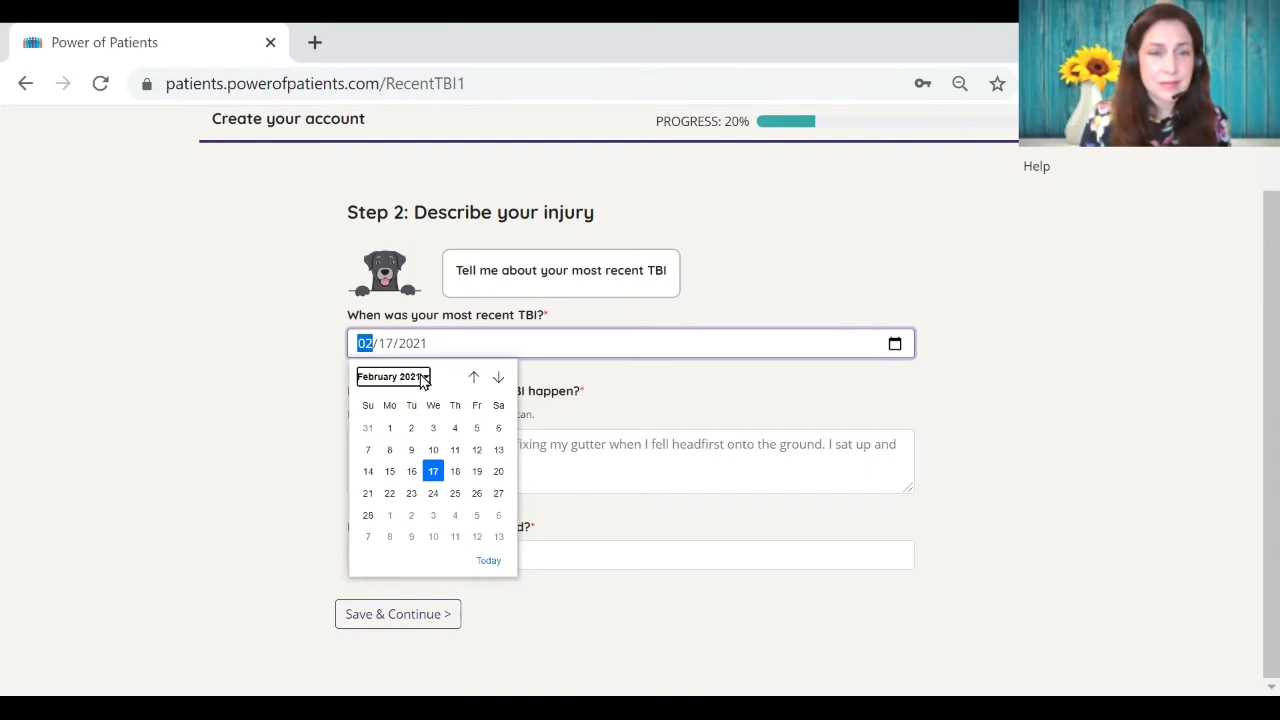 Power of Patients
patients.powerofpatients.com/RecentTBI1
Create your account
PROGRESS: 20%
Help
Step 2: Describe your injury
Tell me about your most recent TBI
When was your most recent TBI?*
02/17/2021
February 2021
BI happen?*
can.
Su Mo Tu We Th Fr Sa
31 1 2 3 4 5 6
fixing my gutter when I fell headfirst onto the ground. I sat up and
7 8 9 10 11 12 13
14 15 16 17 18 19 20
21 22 23 24 25 26 27
28 1 2 3 4 5 6
d?*
7 8 9 10 11 12 13
Today
Save & Continue >